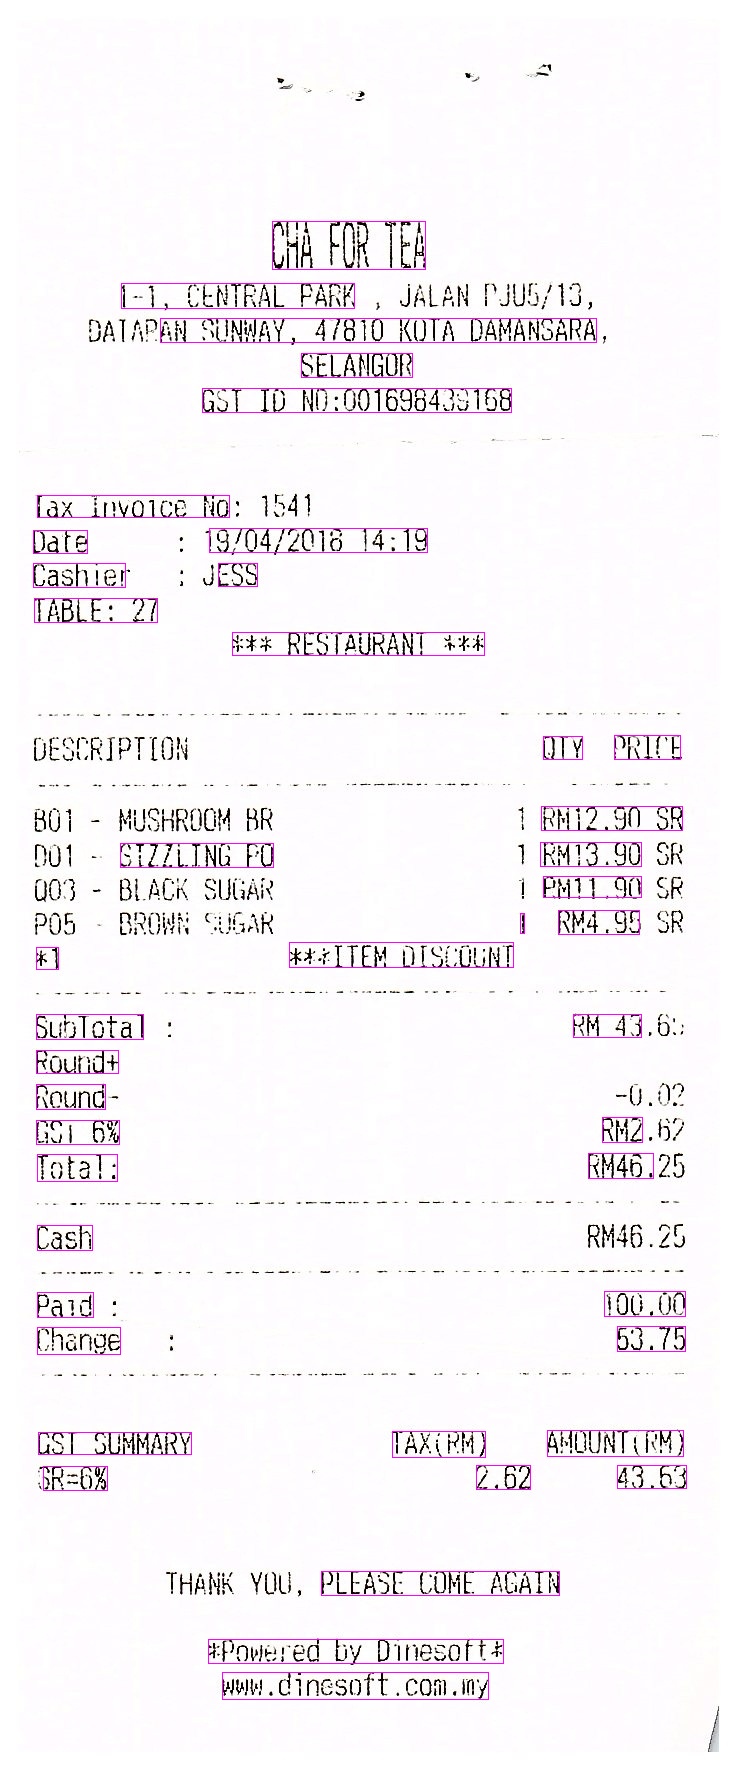 CHA FOR TEA
1-1, CENTRAL PARK , JALAN PJU5/13,
DATARAN SUNWAY, 47810 KOTA DAMANSARA,
SELANGOR
GST ID NO:001698439168
Tax Invoice No: 1541
Date : 19/04/2018 14:19
Cashier : JESS
TABLE: 27
*** RESTAURANT ***
DESCRIPTION QTY PRICE
B01 - MUSHROOM BR 1 RM12.90 SR
D01 - SIZZLING PO 1 RM13.90 SR
Q03 - BLACK SUGAR 1 RM11.90 SR
P05 - BROWN SUGAR 1 RM4.95 SR
*1 ***ITEM DISCOUNT
SubTotal : RM 43.65
Round+
Round- -0.02
GST 6% RM2.62
Total: RM46.25
Cash RM46.25
Paid : 100.00
Change : 53.75
GST SUMMARY TAX(RM) AMOUNT(RM)
SR=6% 2.62 43.63
THANK YOU, PLEASE COME AGAIN
*Powered by Dinesoft*
www.dinesoft.com.my